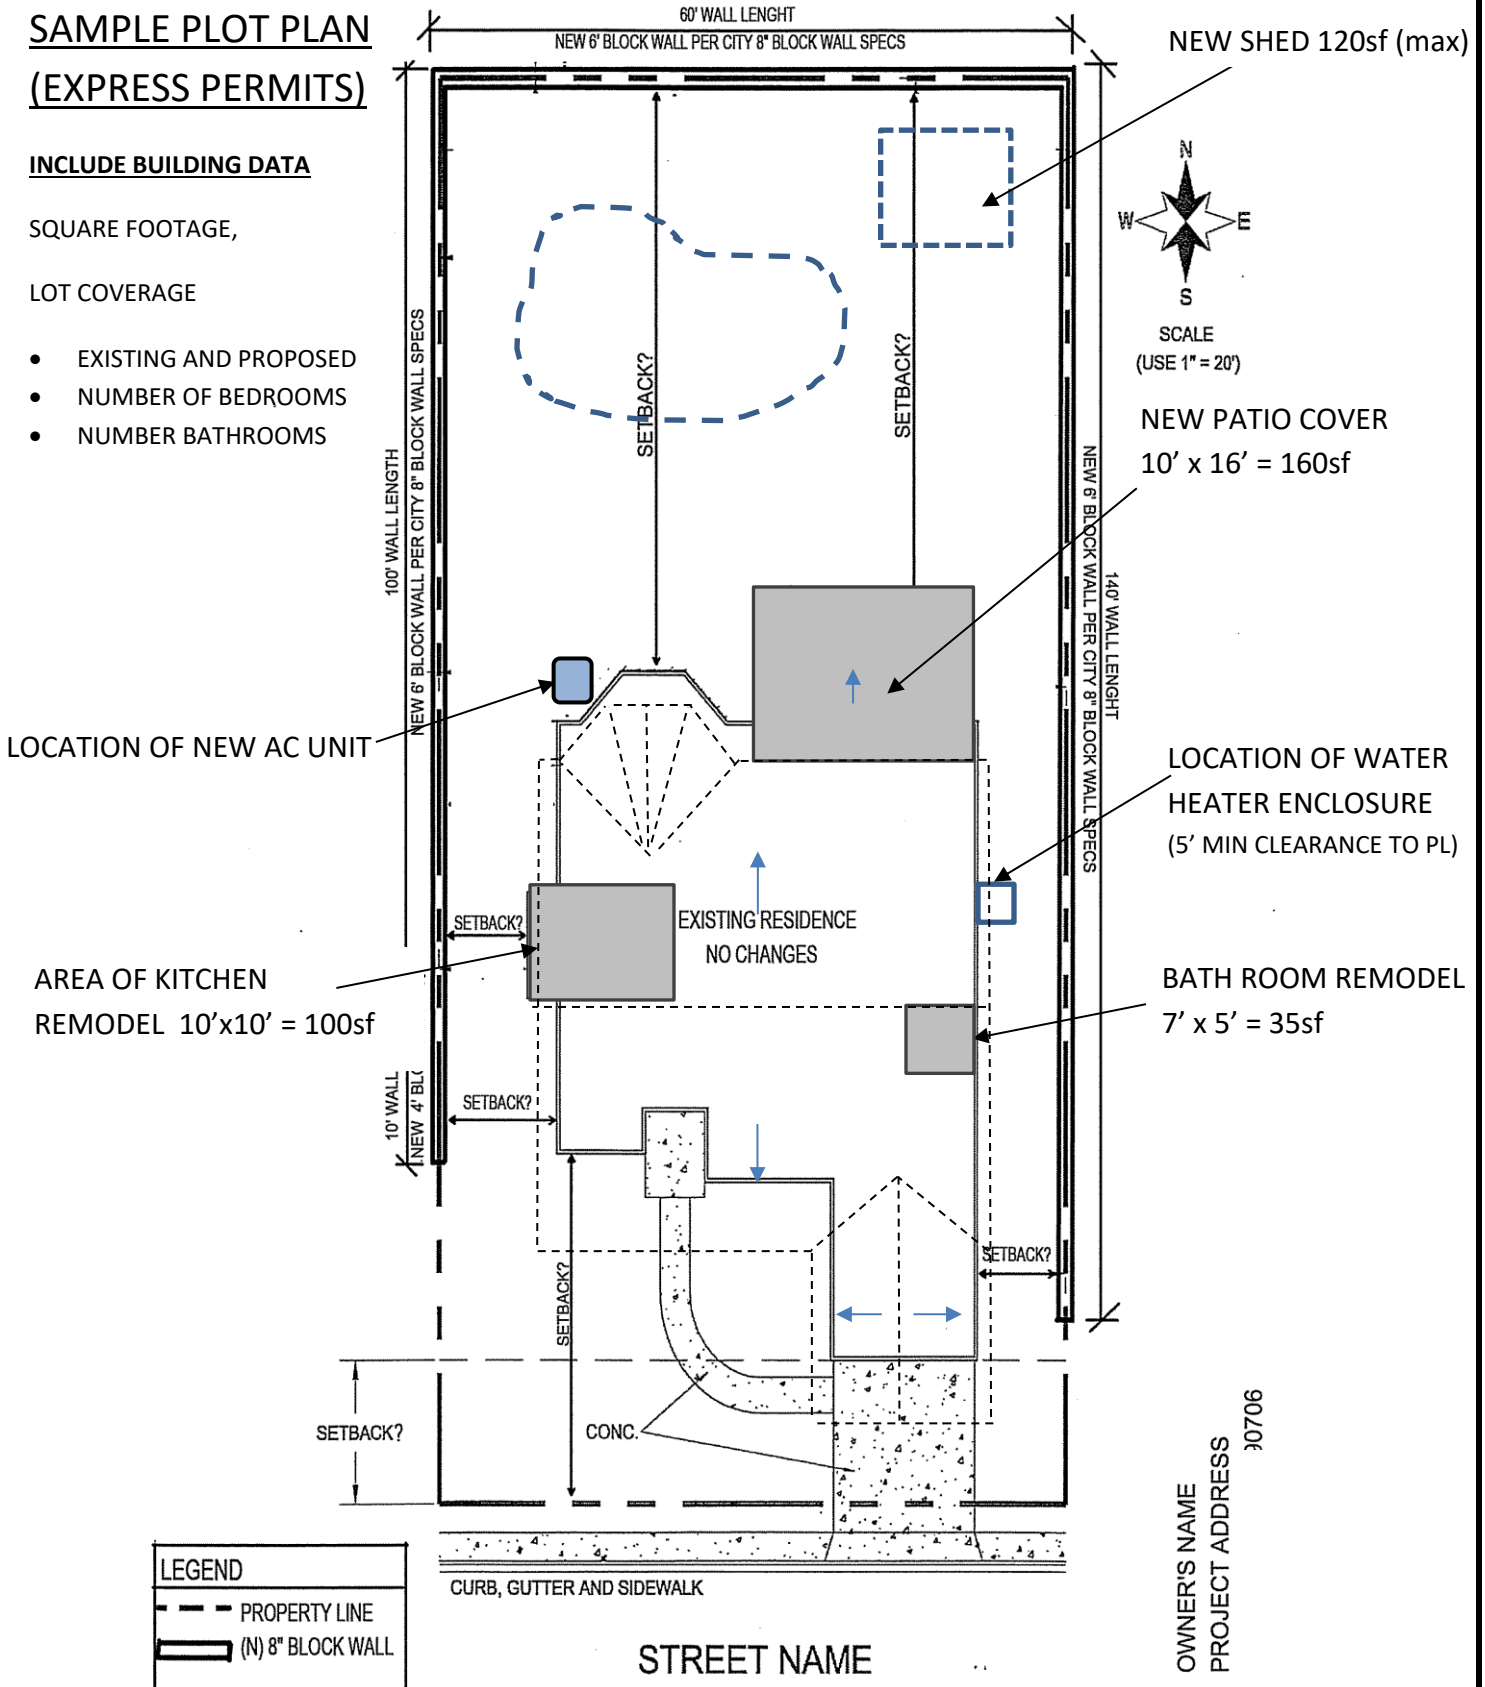 SAMPLE PLOT PLAN
(EXPRESS PERMITS)
INCLUDE BUILDING DATA
SQUARE FOOTAGE,
LOT COVERAGE
• EXISTING AND PROPOSED
• NUMBER OF BEDROOMS
• NUMBER BATHROOMS
60' WALL LENGHT
NEW 6' BLOCK WALL PER CITY 8" BLOCK WALL SPECS
NEW SHED 120sf (max)
N
W
E
S
SCALE
(USE 1" = 20')
NEW PATIO COVER
10’ x 16’ = 160sf
100' WALL LENGTH
NEW 6' BLOCK WALL PER CITY 8" BLOCK WALL SPECS
SETBACK?
SETBACK?
NEW 6' BLOCK WALL PER CITY 8" BLOCK WALL SPECS
140' WALL LENGHT
LOCATION OF NEW AC UNIT
LOCATION OF WATER
HEATER ENCLOSURE
(5’ MIN CLEARANCE TO PL)
SETBACK?
EXISTING RESIDENCE
NO CHANGES
AREA OF KITCHEN
REMODEL 10’x10’ = 100sf
BATH ROOM REMODEL
7’ x 5’ = 35sf
10' WALL
NEW 4' BLO
SETBACK?
SETBACK?
SETBACK?
SETBACK?
CONC.
CURB, GUTTER AND SIDEWALK
STREET NAME
LEGEND
PROPERTY LINE
(N) 8" BLOCK WALL
OWNER'S NAME
PROJECT ADDRESS
90706